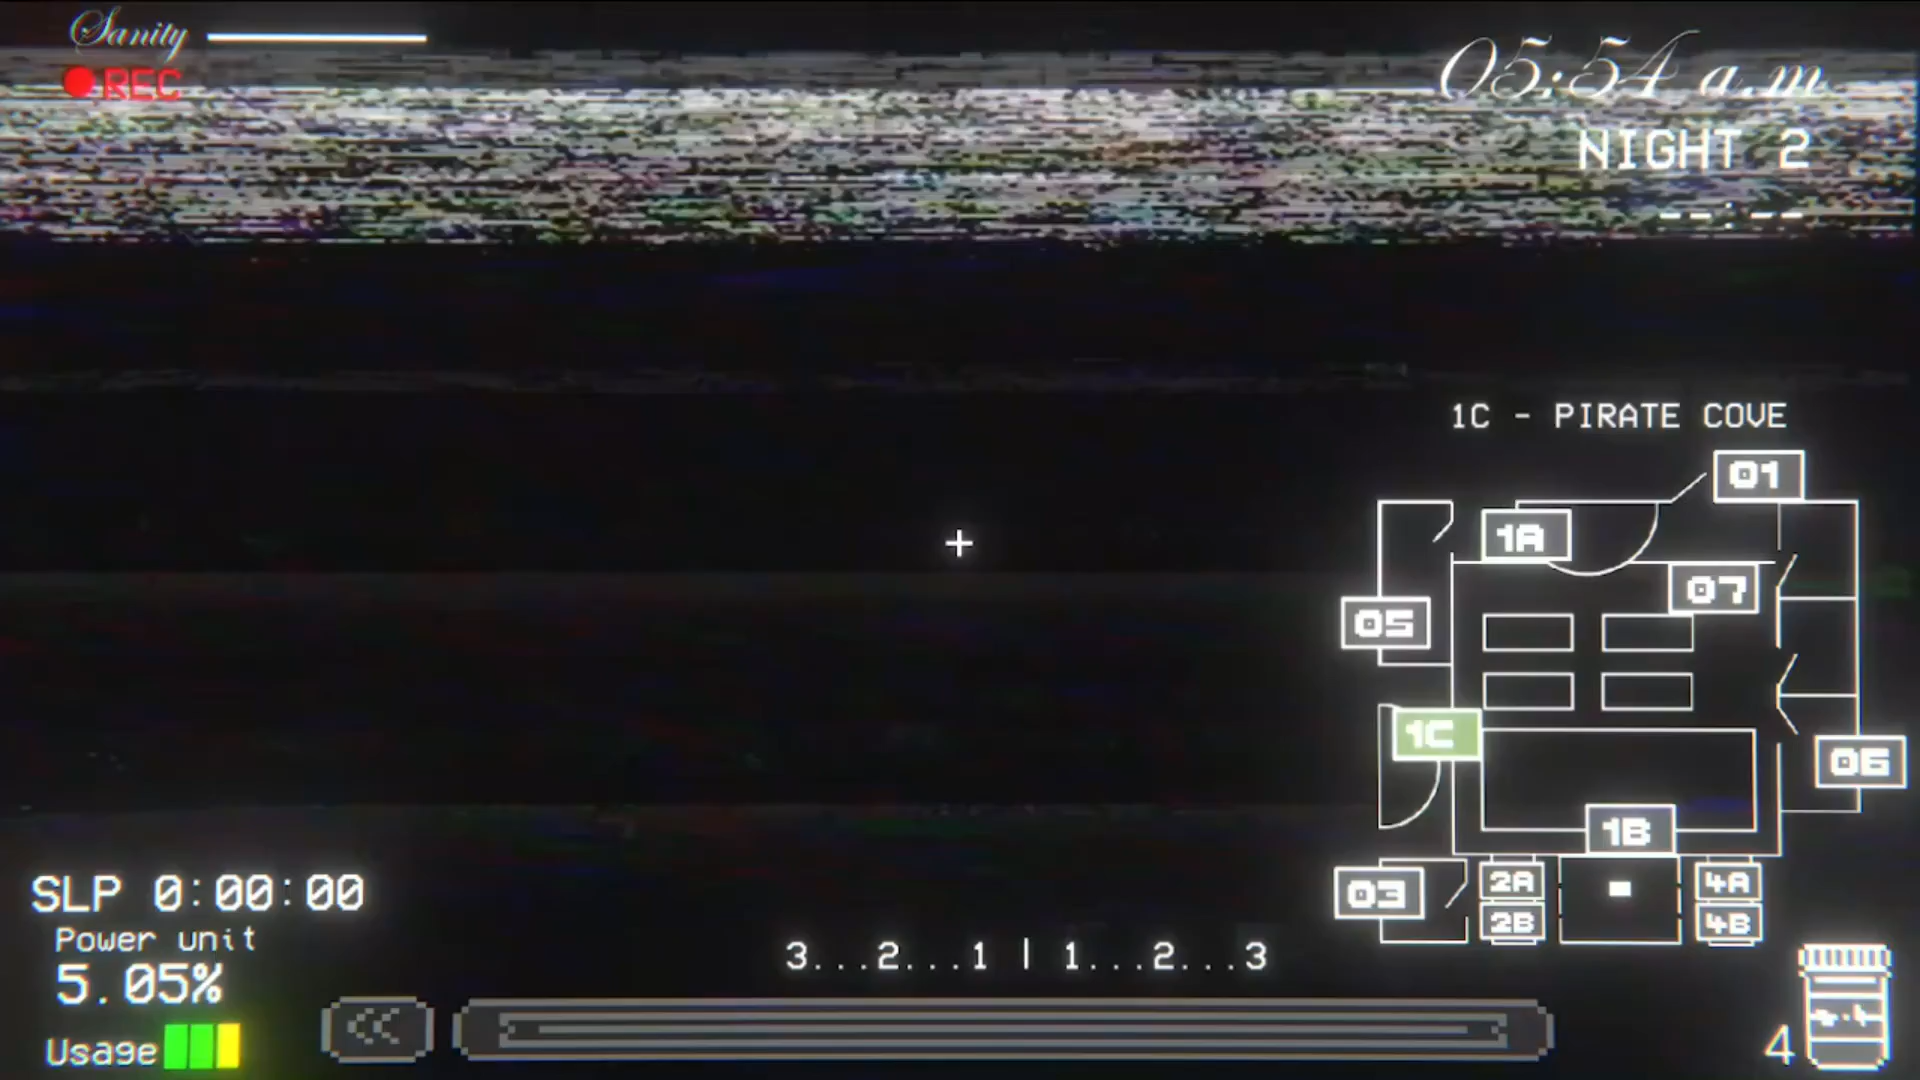 Sanity
REC
05:54 a.m
NIGHT 2
--:--
1C - PIRATE COVE
01
1A
07
05
1C
06
1B
03
2A
4A
2B
4B
SLP 0:00:00
Power unit
5.05%
Usage
3...2...1 | 1...2...3
<<
4